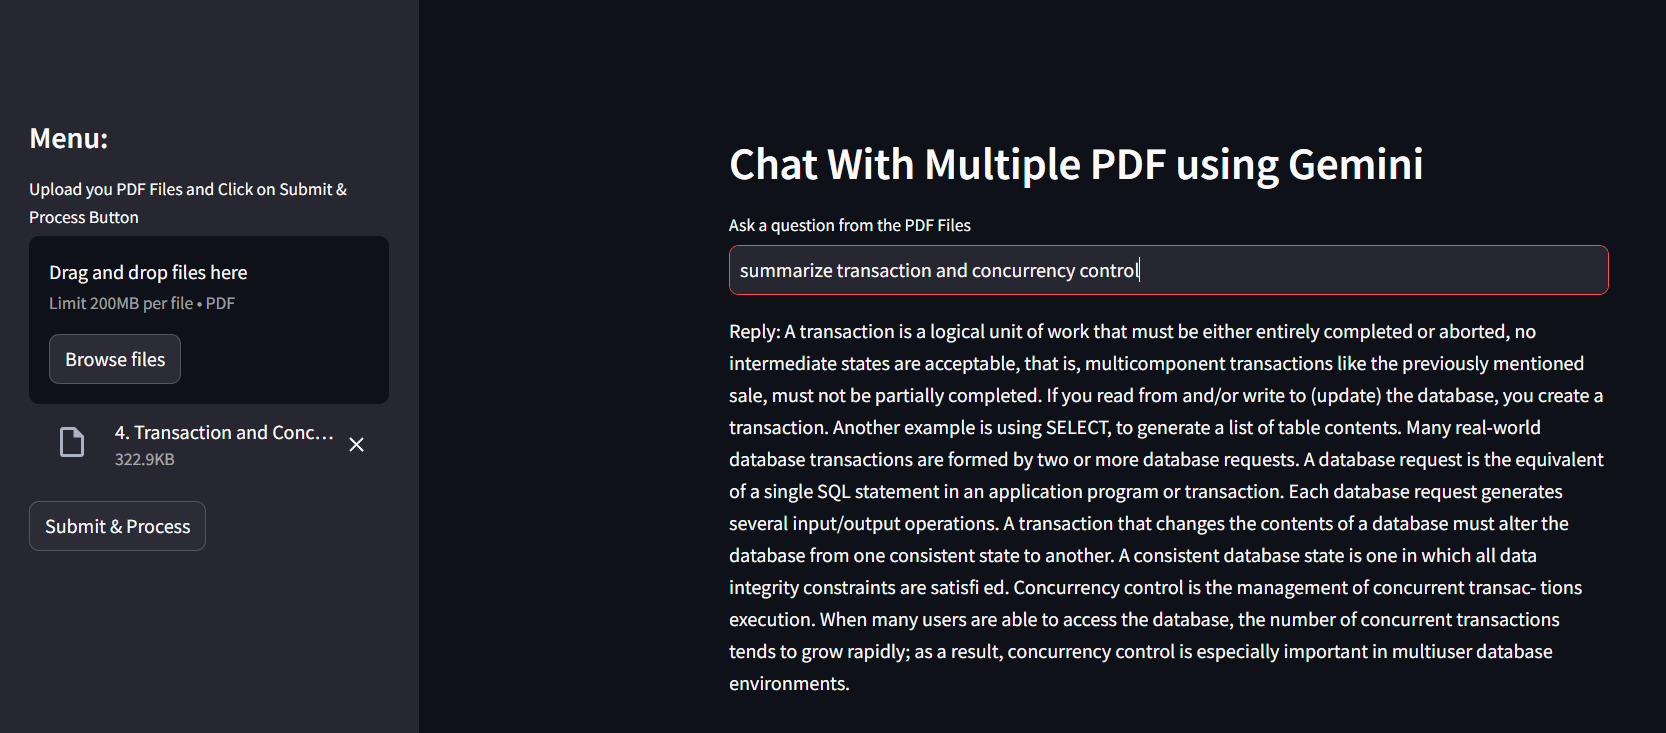 Menu:
Upload you PDF Files and Click on Submit &
Process Button
Drag and drop files here
Limit 200MB per file • PDF
Browse files
4. Transaction and Conc...
322.9KB
Submit & Process
Chat With Multiple PDF using Gemini
Ask a question from the PDF Files
summarize transaction and concurrency control
Reply: A transaction is a logical unit of work that must be either entirely completed or aborted, no
intermediate states are acceptable, that is, multicomponent transactions like the previously mentioned
sale, must not be partially completed. If you read from and/or write to (update) the database, you create a
transaction. Another example is using SELECT, to generate a list of table contents. Many real-world
database transactions are formed by two or more database requests. A database request is the equivalent
of a single SQL statement in an application program or transaction. Each database request generates
several input/output operations. A transaction that changes the contents of a database must alter the
database from one consistent state to another. A consistent database state is one in which all data
integrity constraints are satisfi ed. Concurrency control is the management of concurrent transac- tions
execution. When many users are able to access the database, the number of concurrent transactions
tends to grow rapidly; as a result, concurrency control is especially important in multiuser database
environments.